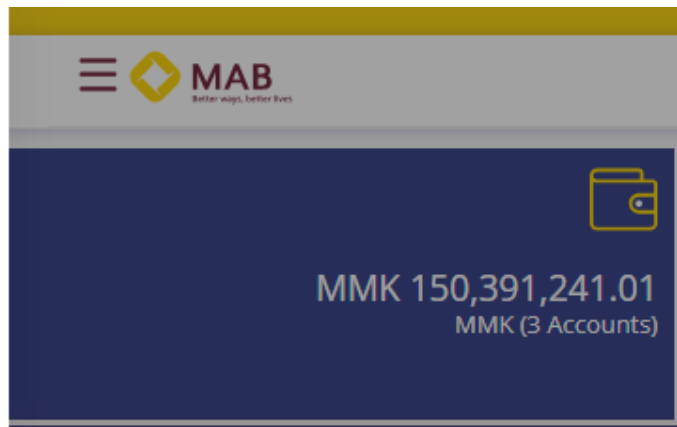 MAB
Better ways, better lives
MMK 150,391,241.01
MMK (3 Accounts)